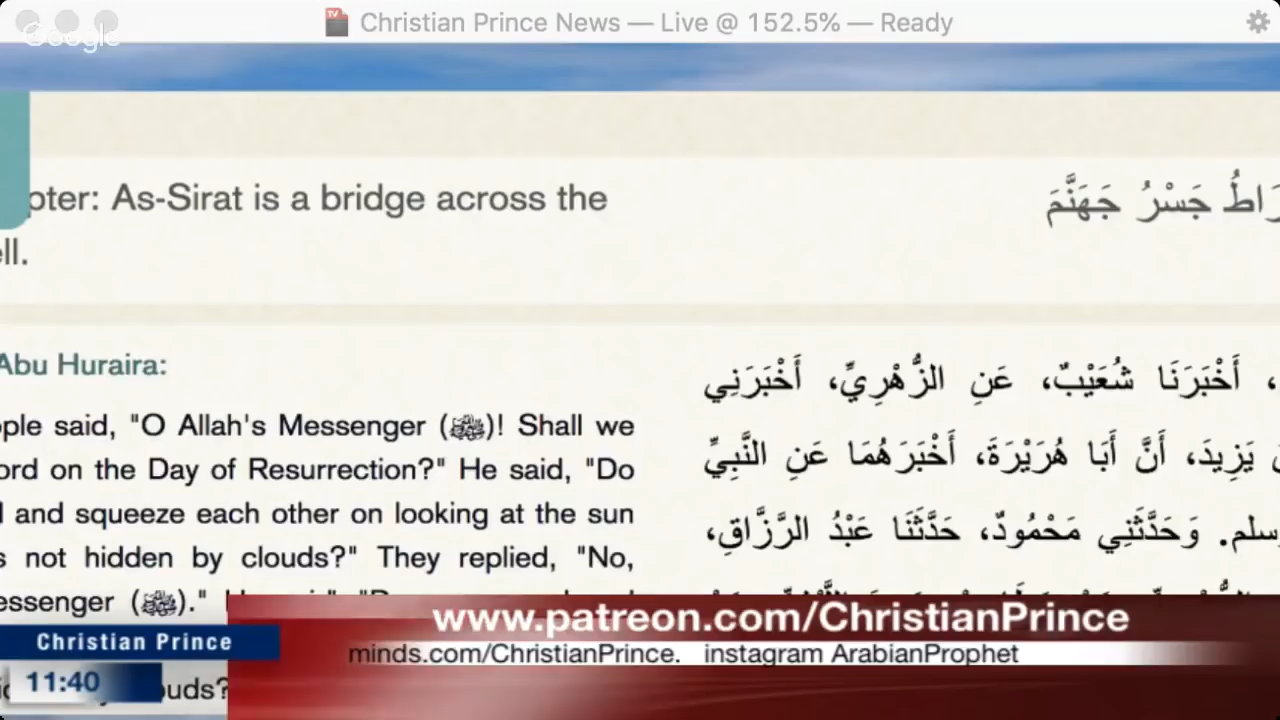 Google
Christian Prince News — Live @ 152.5% — Ready
pter: As-Sirat is a bridge across the
ell.
رَاطُ جَسْرُ جَهَنَّمَ
Abu Huraira:
ple said, "O Allah's Messenger (ﷺ)! Shall we
ord on the Day of Resurrection?" He said, "Do
and squeeze each other on looking at the sun
s not hidden by clouds?" They replied, "No,
essenger (ﷺ)."
uds?
، أَخْبَرَنَا شُعَيْبٌ، عَنِ الزُّهْرِيِّ، أَخْبَرَنِي
يَزِيدَ، أَنَّ أَبَا هُرَيْرَةَ، أَخْبَرَهُمَا عَنِ النَّبِيِّ
وسلم. وَحَدَّثَنِي مَحْمُودٌ، حَدَّثَنَا عَبْدُ الرَّزَّاقِ،
www.patreon.com/ChristianPrince
Christian Prince
minds.com/ChristianPrince. instagram ArabianProphet
11:40